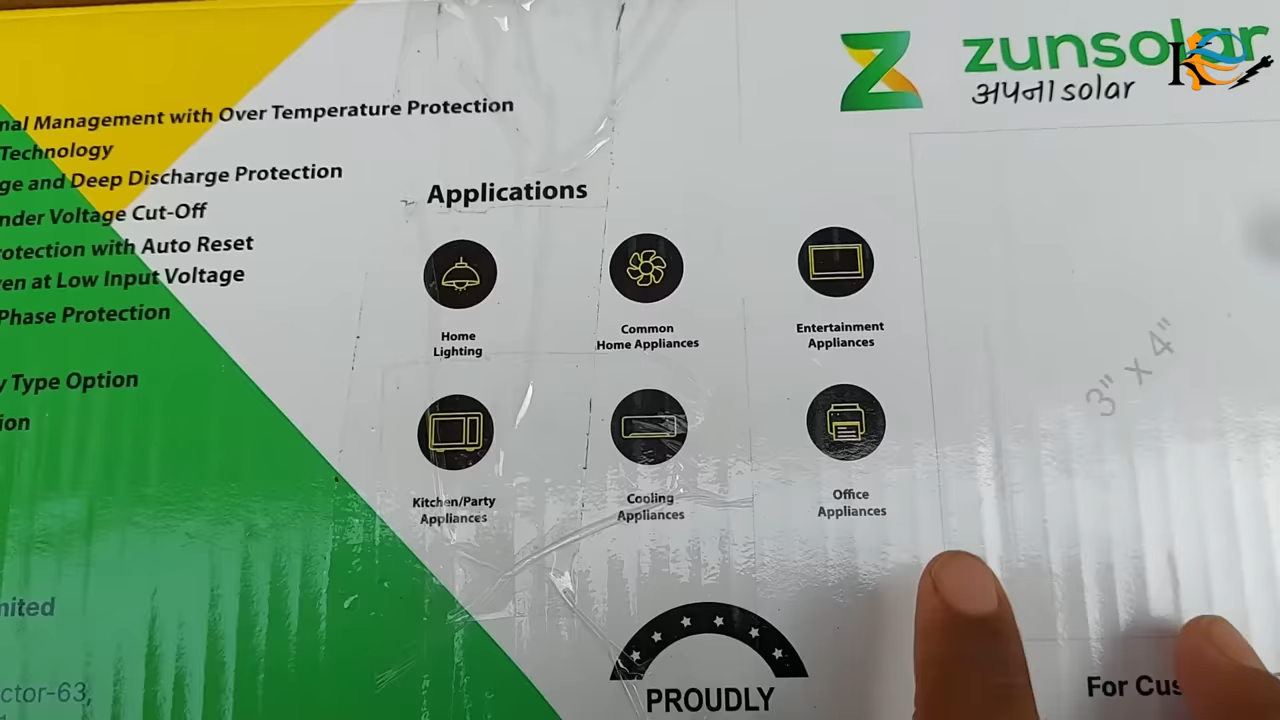 nal Management with Over Temperature Protection
Technology
ge and Deep Discharge Protection
nder Voltage Cut-Off
otection with Auto Reset
en at Low Input Voltage
Phase Protection
y Type Option
ion
nited
ctor-63,
Applications
Home
Lighting
Common
Home Appliances
Entertainment
Appliances
Kitchen/Party
Appliances
Cooling
Appliances
Office
Appliances
PROUDLY
zunsolar
अपना solar
K
3" x 4"
For Cus